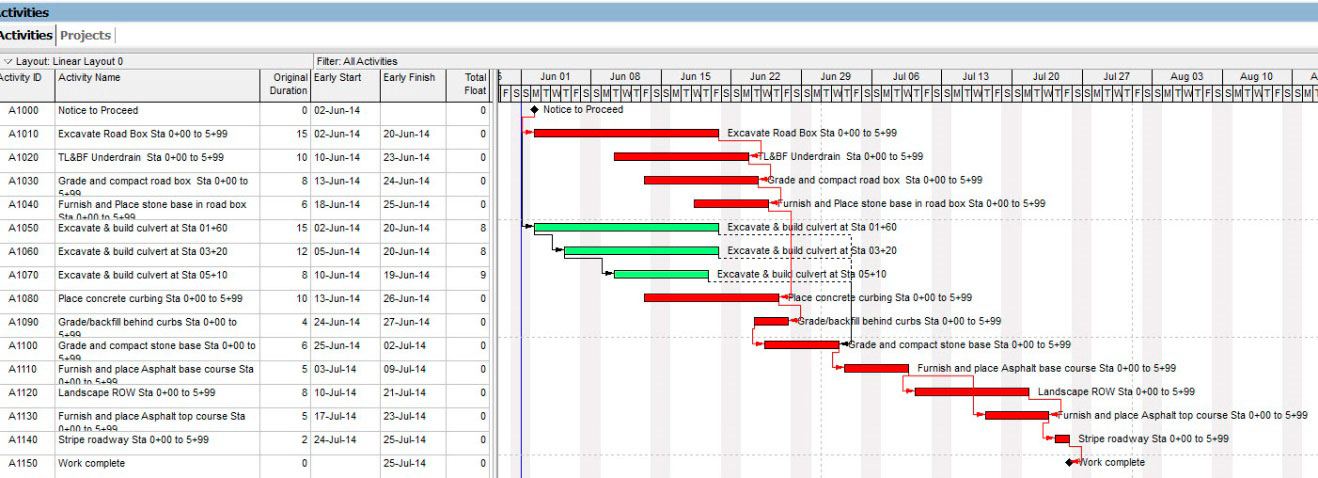 Activities
Activities Projects
Layout: Linear Layout 0 Filter: All Activities
Activity ID Activity Name Original Duration Early Start Early Finish Total Float
Jun 01 Jun 08 Jun 15 Jun 22 Jun 29 Jul 06 Jul 13 Jul 20 Jul 27 Aug 03 Aug 10
F S S M T W T F S S M T W T F S S M T W T F S S M T W T F S S M T W T F S S M T W T F S S M T W T F S S M T W T F S S M T W T F S S M T W T F S S M T W T F S S M T
A1000 Notice to Proceed 0 02-Jun-14 0 Notice to Proceed
A1010 Excavate Road Box Sta 0+00 to 5+99 15 02-Jun-14 20-Jun-14 0 Excavate Road Box Sta 0+00 to 5+99
A1020 TL&BF Underdrain Sta 0+00 to 5+99 10 10-Jun-14 23-Jun-14 0 TL&BF Underdrain Sta 0+00 to 5+99
A1030 Grade and compact road box Sta 0+00 to 5+99 8 13-Jun-14 24-Jun-14 0 Grade and compact road box Sta 0+00 to 5+99
A1040 Furnish and Place stone base in road box Sta 0+00 to 5+99 6 18-Jun-14 25-Jun-14 0 Furnish and Place stone base in road box Sta 0+00 to 5+99
A1050 Excavate & build culvert at Sta 01+60 15 02-Jun-14 20-Jun-14 8 Excavate & build culvert at Sta 01+60
A1060 Excavate & build culvert at Sta 03+20 12 05-Jun-14 20-Jun-14 8 Excavate & build culvert at Sta 03+20
A1070 Excavate & build culvert at Sta 05+10 8 10-Jun-14 19-Jun-14 9 Excavate & build culvert at Sta 05+10
A1080 Place concrete curbing Sta 0+00 to 5+99 10 13-Jun-14 26-Jun-14 0 Place concrete curbing Sta 0+00 to 5+99
A1090 Grade/backfill behind curbs Sta 0+00 to 5+99 4 24-Jun-14 27-Jun-14 0 Grade/backfill behind curbs Sta 0+00 to 5+99
A1100 Grade and compact stone base Sta 0+00 to 5+99 6 25-Jun-14 02-Jul-14 0 Grade and compact stone base Sta 0+00 to 5+99
A1110 Furnish and place Asphalt base course Sta 0+00 to 5+99 5 03-Jul-14 09-Jul-14 0 Furnish and place Asphalt base course Sta 0+00 to 5+99
A1120 Landscape ROW Sta 0+00 to 5+99 8 10-Jul-14 21-Jul-14 0 Landscape ROW Sta 0+00 to 5+99
A1130 Furnish and place Asphalt top course Sta 0+00 to 5+99 5 17-Jul-14 23-Jul-14 0 Furnish and place Asphalt top course Sta 0+00 to 5+99
A1140 Stripe roadway Sta 0+00 to 5+99 2 24-Jul-14 25-Jul-14 0 Stripe roadway Sta 0+00 to 5+99
A1150 Work complete 0 25-Jul-14 0 Work complete